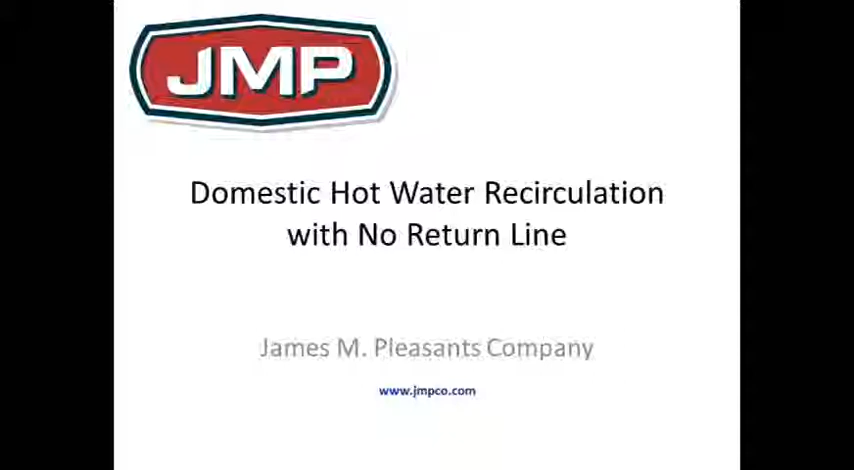 JMP
Domestic Hot Water Recirculation
with No Return Line
James M. Pleasants Company
www.jmpco.com